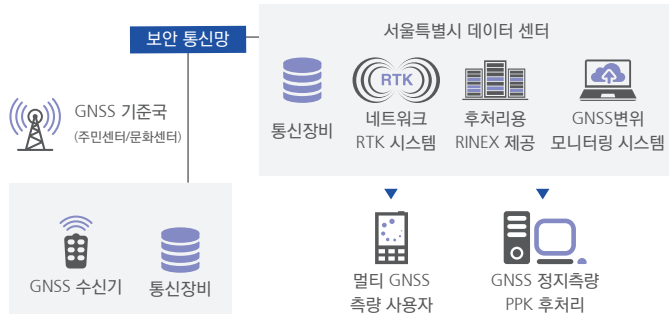 보안 통신망
서울특별시 데이터 센터
통신장비
RTK
네트워크
RTK 시스템
후처리용
RINEX 제공
GNSS변위
모니터링 시스템
GNSS 기준국
(주민센터/문화센터)
GNSS 수신기
통신장비
멀티 GNSS
측량 사용자
GNSS 정지측량
PPK 후처리